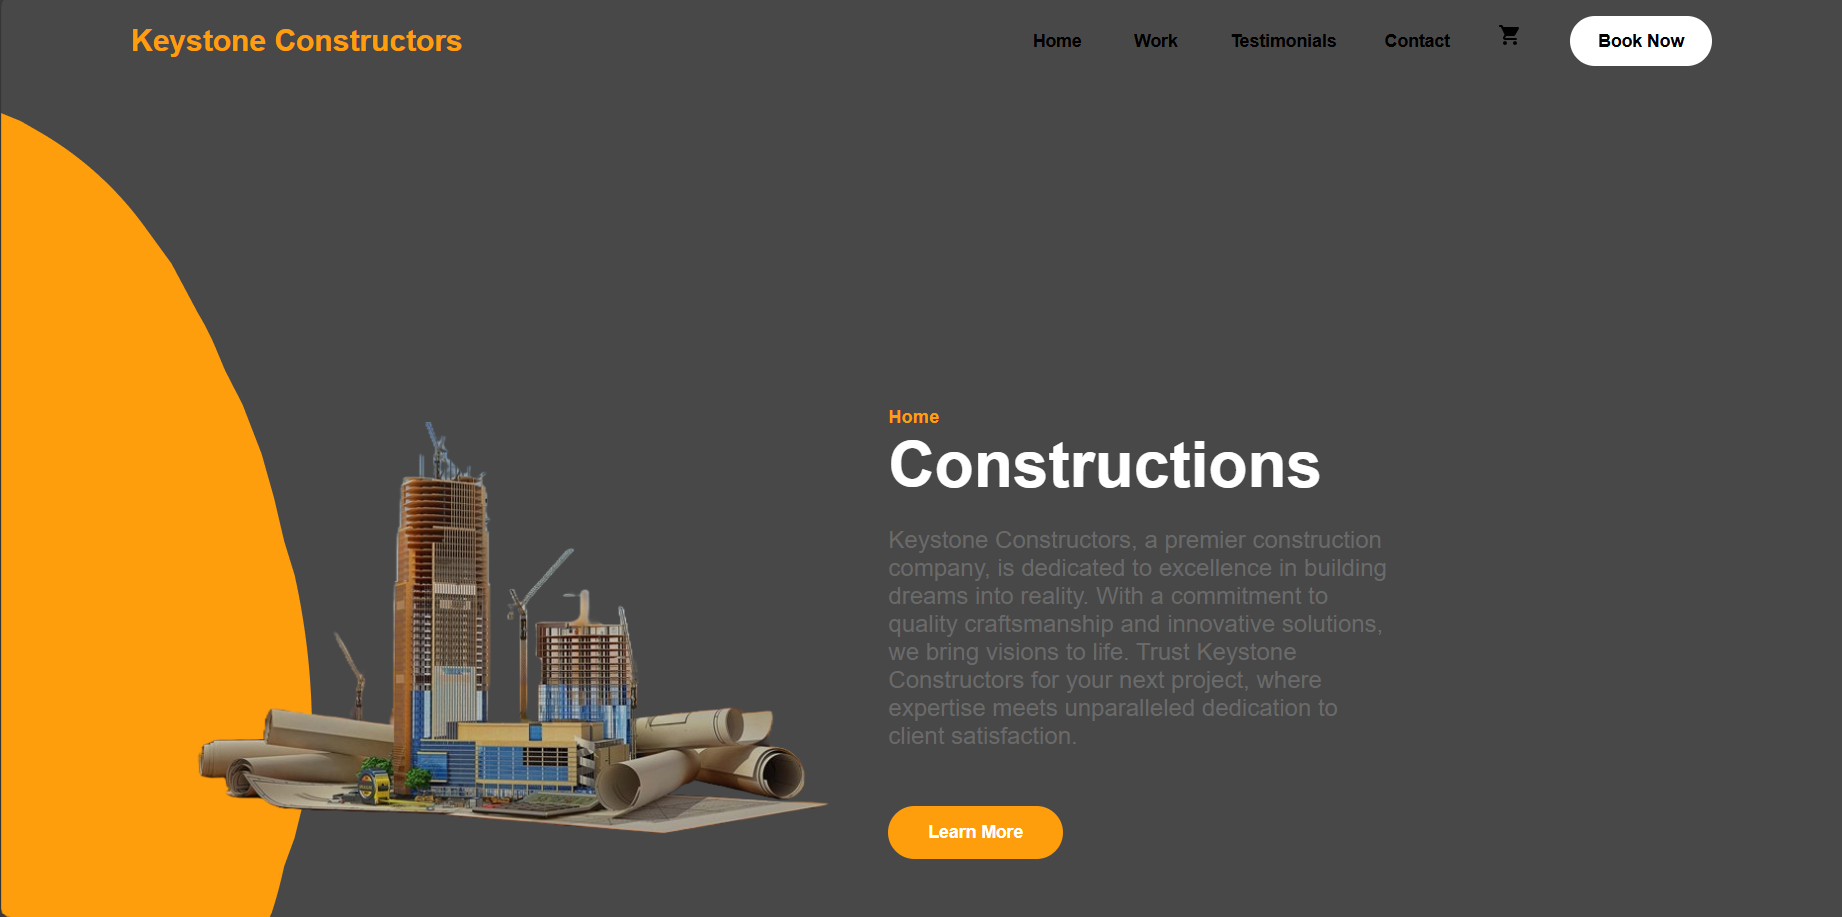 Keystone Constructors
Home Work Testimonials Contact Book Now
Home
Constructions
Keystone Constructors, a premier construction
company, is dedicated to excellence in building
dreams into reality. With a commitment to
quality craftsmanship and innovative solutions,
we bring visions to life. Trust Keystone
Constructors for your next project, where
expertise meets unparalleled dedication to
client satisfaction.
Learn More